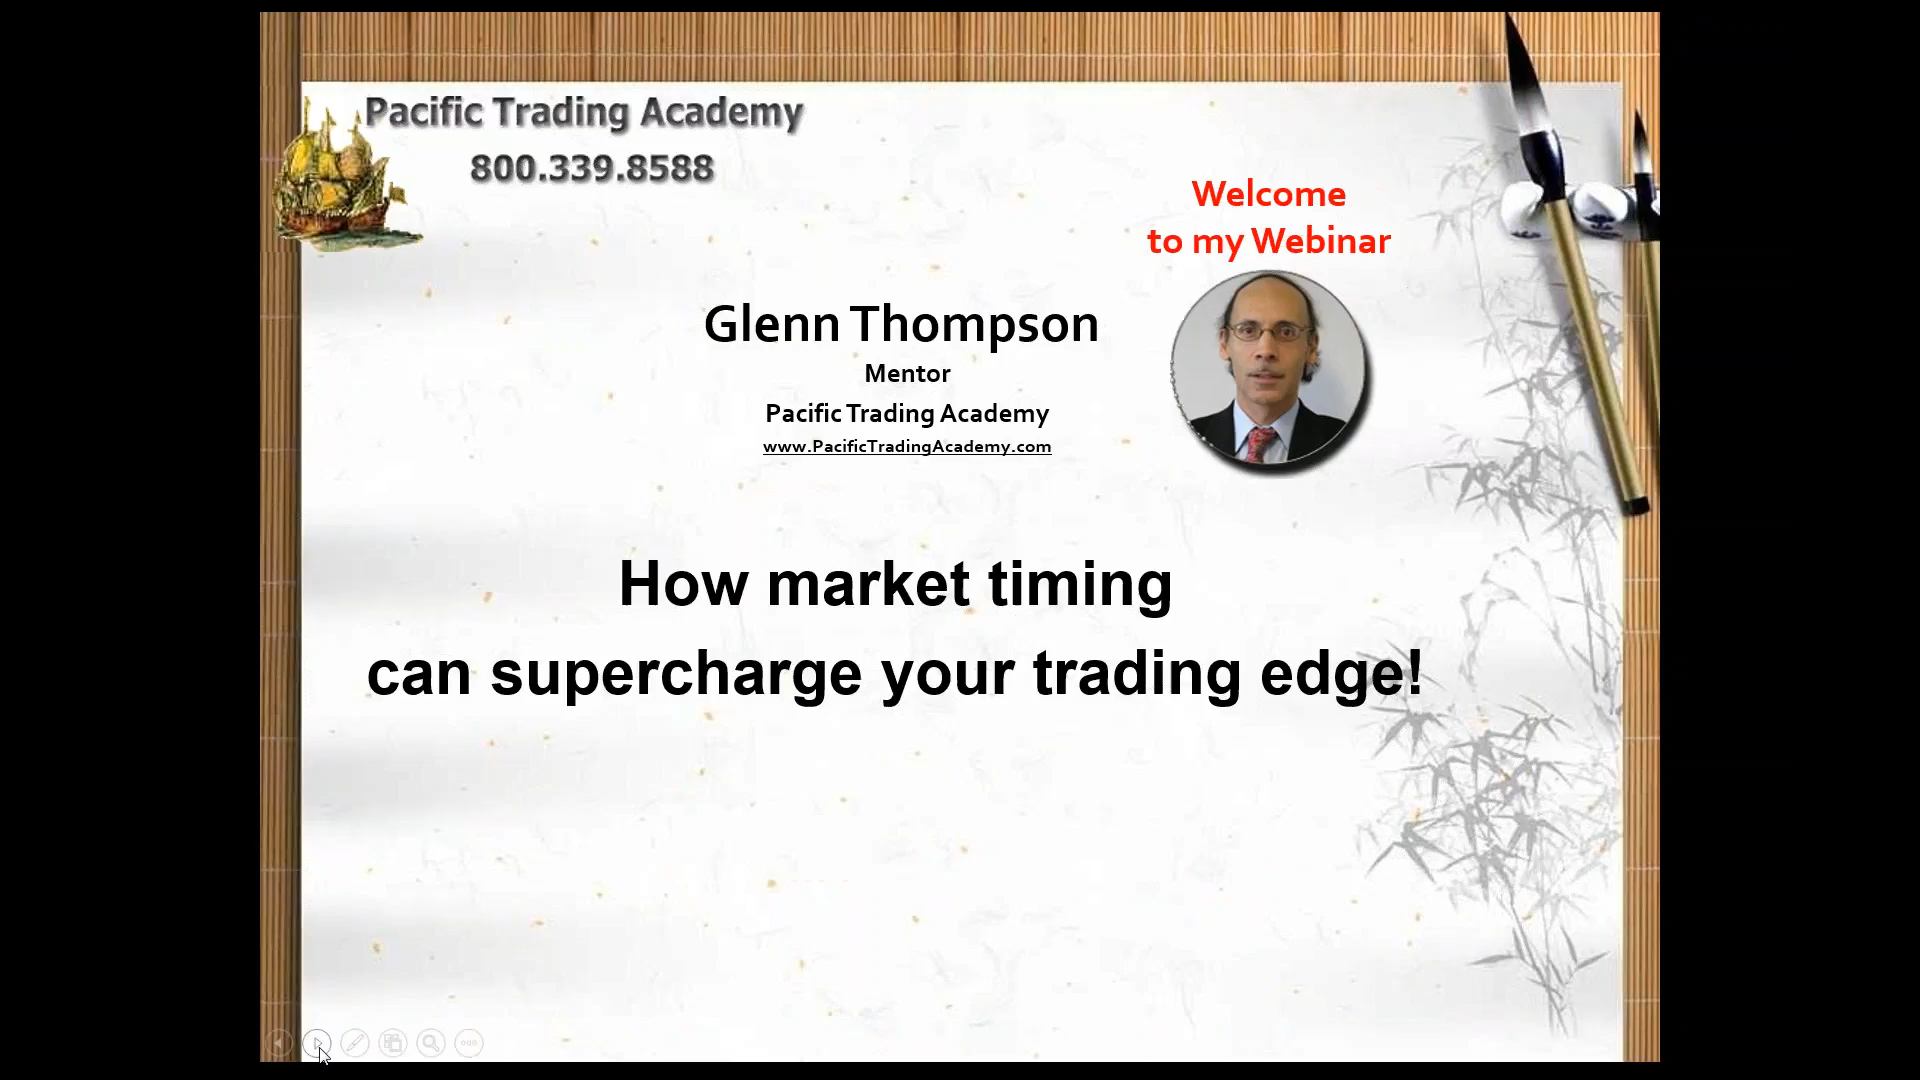 Pacific Trading Academy
800.339.8588
Welcome
to my Webinar
Glenn Thompson
Mentor
Pacific Trading Academy
www.PacificTradingAcademy.com
How market timing
can supercharge your trading edge!